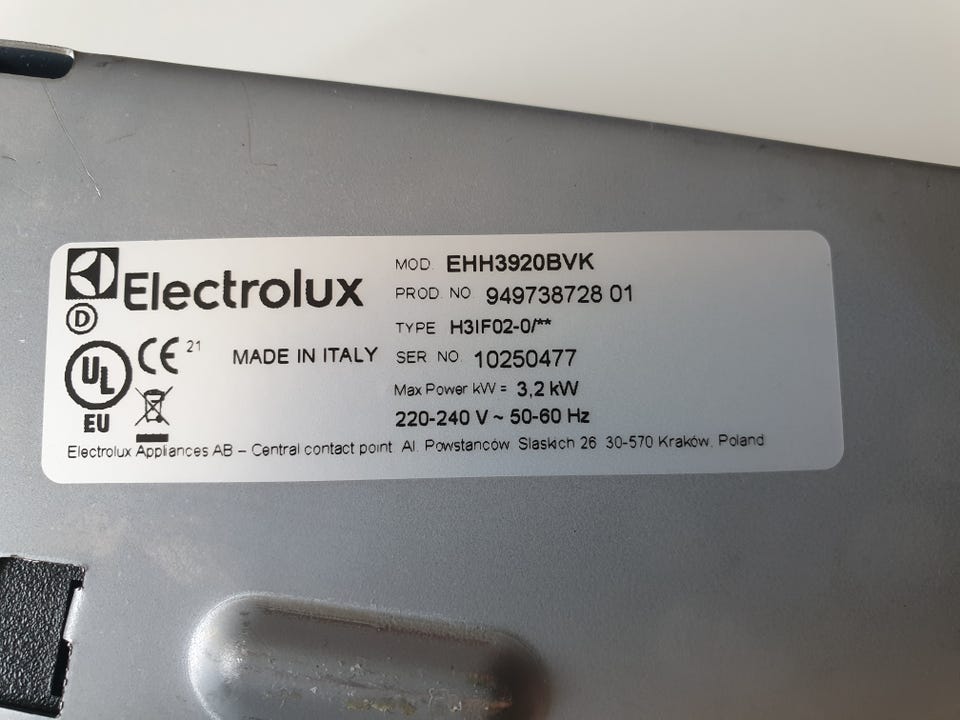 Electrolux
D
UL
EU
CE 21
MADE IN ITALY
MOD. EHH3920BVK
PROD. NO 949738728 01
TYPE H3IF02-0/**
SER NO. 10250477
Max Power kW = 3,2 kW
220-240 V ~ 50-60 Hz
Electrolux Appliances AB – Central contact point Al. Powstanców Slaskich 26 30-570 Kraków, Poland